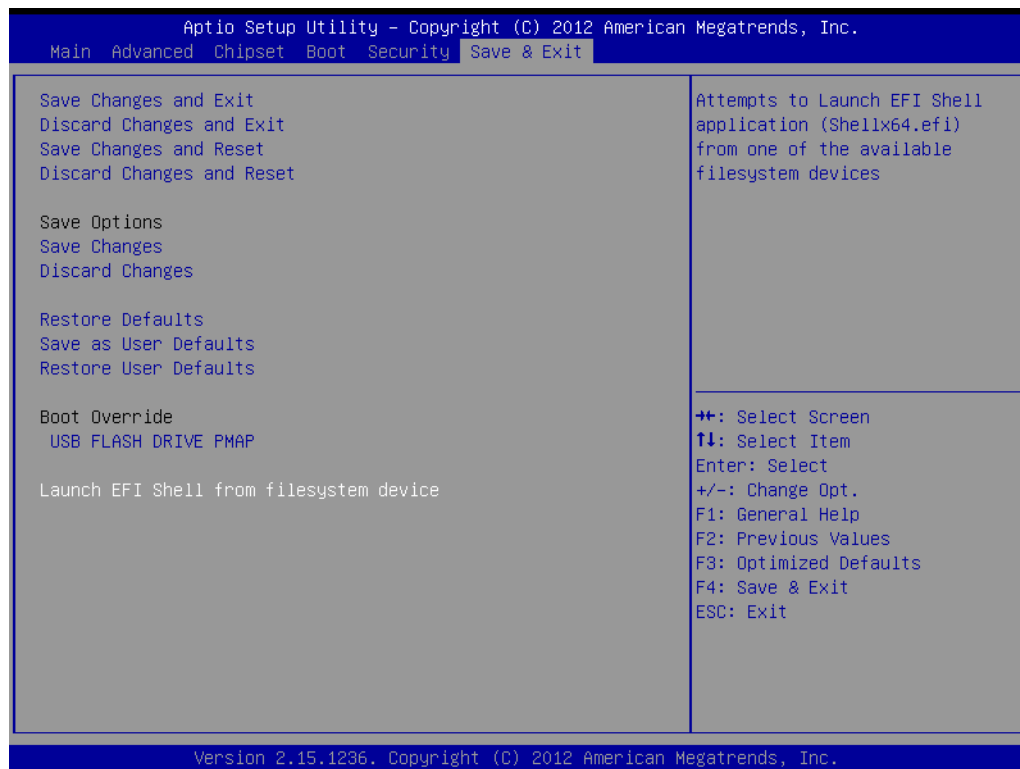 Aptio Setup Utility – Copyright (C) 2012 American Megatrends, Inc.
Main Advanced Chipset Boot Security Save & Exit
Save Changes and Exit
Discard Changes and Exit
Save Changes and Reset
Discard Changes and Reset
Save Options
Save Changes
Discard Changes
Restore Defaults
Save as User Defaults
Restore User Defaults
Boot Override
USB FLASH DRIVE PMAP
Launch EFI Shell from filesystem device
Attempts to Launch EFI Shell
application (Shellx64.efi)
from one of the available
filesystem devices
→←: Select Screen
↑↓: Select Item
Enter: Select
+/-: Change Opt.
F1: General Help
F2: Previous Values
F3: Optimized Defaults
F4: Save & Exit
ESC: Exit
Version 2.15.1236. Copyright (C) 2012 American Megatrends, Inc.